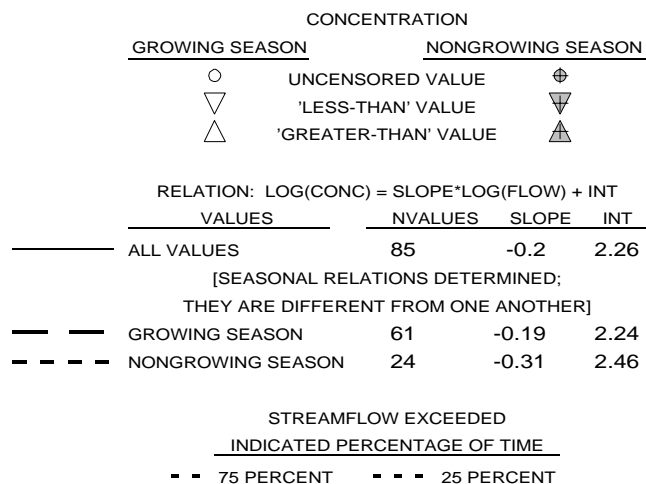 CONCENTRATION
GROWING SEASON NONGROWING SEASON
UNCENSORED VALUE
'LESS-THAN' VALUE
'GREATER-THAN' VALUE
RELATION: LOG(CONC) = SLOPE*LOG(FLOW) + INT
VALUES NVALUES SLOPE INT
ALL VALUES 85 -0.2 2.26
[SEASONAL RELATIONS DETERMINED;
THEY ARE DIFFERENT FROM ONE ANOTHER]
GROWING SEASON 61 -0.19 2.24
NONGROWING SEASON 24 -0.31 2.46
STREAMFLOW EXCEEDED
INDICATED PERCENTAGE OF TIME
75 PERCENT 25 PERCENT